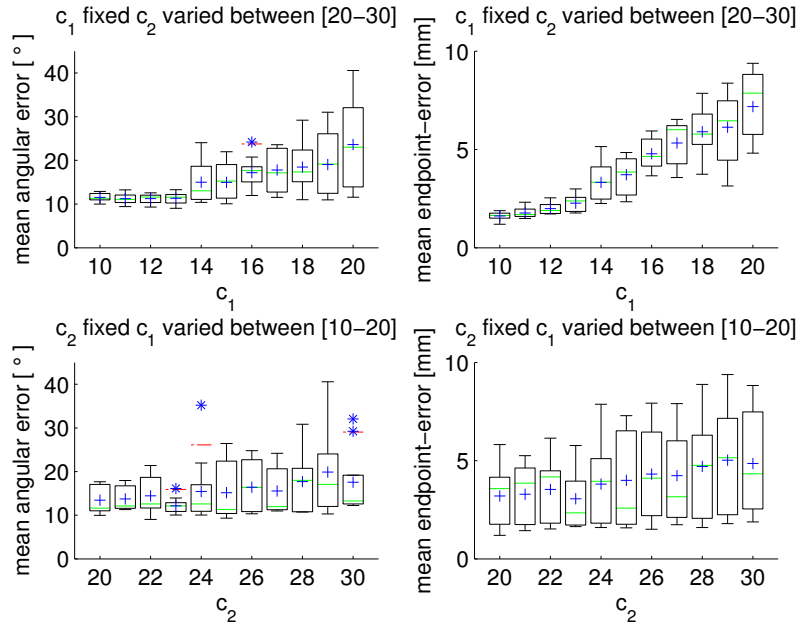 c₁ fixed c₂ varied between [20−30]
mean angular error [ ° ]
40
30
20
10
0
10 12 14 16 18 20
c₁
c₁ fixed c₂ varied between [20−30]
mean endpoint−error [mm]
10
5
0
10 12 14 16 18 20
c₁
c₂ fixed c₁ varied between [10−20]
mean angular error [ ° ]
40
30
20
10
0
20 22 24 26 28 30
c₂
c₂ fixed c₁ varied between [10−20]
mean endpoint−error [mm]
10
5
0
20 22 24 26 28 30
c₂